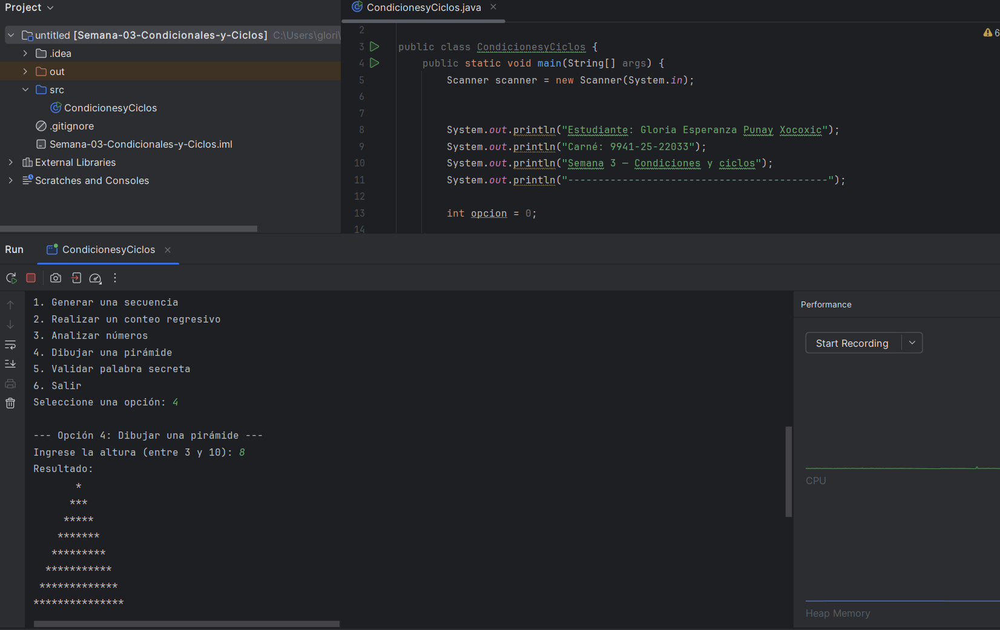 Project
CondicionesyCiclos.java
untitled [Semana-03-Condicionales-y-Ciclos] C:\Users\glori\
.idea
out
src
CondicionesyCiclos
.gitignore
Semana-03-Condicionales-y-Ciclos.iml
External Libraries
Scratches and Consoles
6
2
3 public class CondicionesyCiclos {
4 public static void main(String[] args) {
5 Scanner scanner = new Scanner(System.in);
6
7
8 System.out.println("Estudiante: Gloria Esperanza Punay Xocoxic");
9 System.out.println("Carné: 9941-25-22033");
10 System.out.println("Semana 3 – Condiciones y ciclos");
11 System.out.println("-------------------------------------------");
12
13 int opcion = 0;
14
Run
CondicionesyCiclos
1. Generar una secuencia
2. Realizar un conteo regresivo
3. Analizar números
4. Dibujar una pirámide
5. Validar palabra secreta
6. Salir
Seleccione una opción: 4
--- Opción 4: Dibujar una pirámide ---
Ingrese la altura (entre 3 y 10): 8
Resultado:
       *
      ***
     *****
    *******
   *********
  ***********
 *************
***************
Performance
Start Recording
CPU
Heap Memory